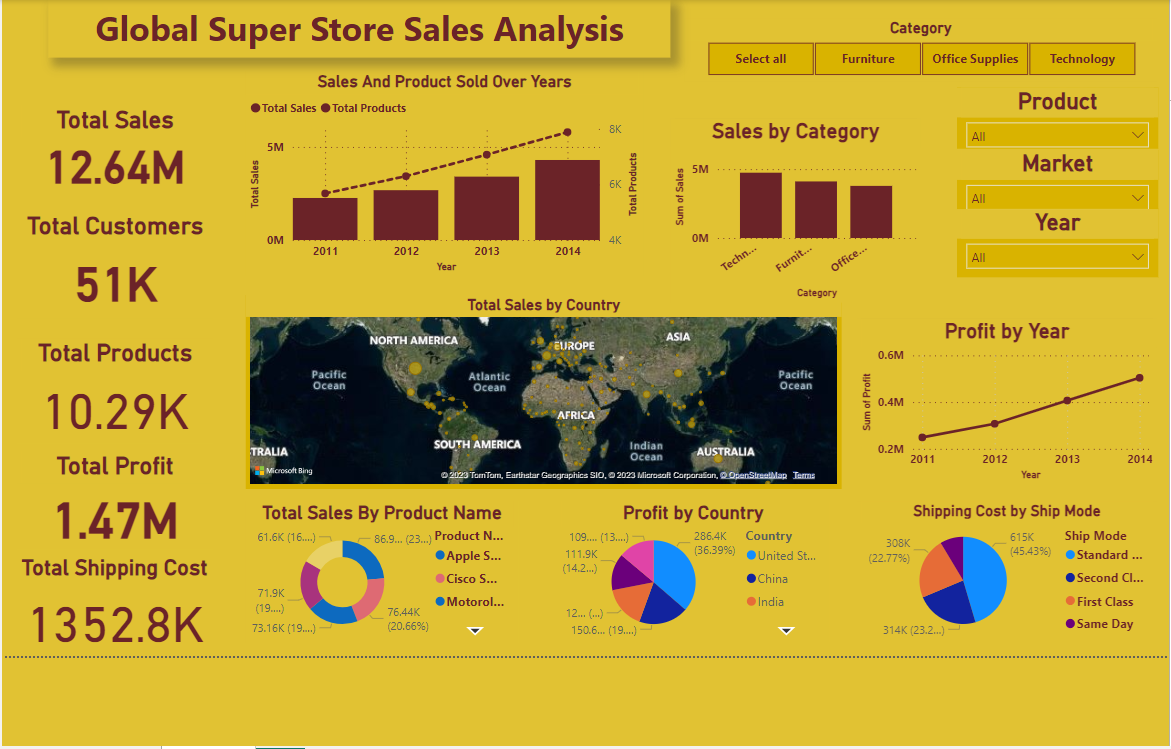 Global Super Store Sales Analysis
Category
Select all
Furniture
Office Supplies
Technology
Total Sales
12.64M
Total Customers
51K
Total Products
10.29K
Total Profit
1.47M
Total Shipping Cost
1352.8K
Sales And Product Sold Over Years
Total Sales Total Products
5M
0M
Total Sales
8K
6K
4K
Total Products
2011 2012 2013 2014
Year
Sales by Category
5M
0M
Sum of Sales
Techn... Furnit... Office...
Category
Product
All
Market
All
Year
All
Total Sales by Country
NORTH AMERICA
EUROPE
ASIA
Pacific
Ocean
Atlantic
Ocean
Pacific
Ocean
AFRICA
SOUTH AMERICA
Indian
Ocean
TRALIA
AUSTRALIA
Microsoft Bing
© 2023 TomTom, Earthstar Geographics SIO, © 2023 Microsoft Corporation, © OpenStreetMap Terms
Profit by Year
0.6M
0.4M
0.2M
Sum of Profit
2011 2012 2013 2014
Year
Total Sales By Product Name
61.6K (16....)
86.9... (23...)
71.9K
(19....)
73.16K (19....)
76.44K
(20.66%)
Product N...
Apple S...
Cisco S...
Motorol...
Profit by Country
109.... (13....)
286.4K
(36.39%)
111.9K
(14.2...)
12... (...)
150.6... (19....)
Country
United St...
China
India
Shipping Cost by Ship Mode
308K
(22.77%)
615K
(45.43%)
314K (23.2...)
Ship Mode
Standard ...
Second Cl...
First Class
Same Day